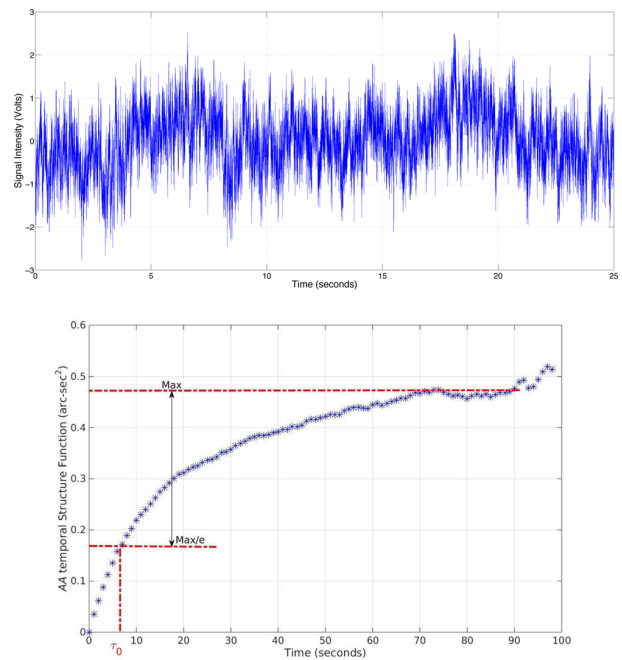 3
2
1
0
−1
−2
−3
Signal Intensity (Volts)
0 5 10 15 20 25
Time (seconds)
0.6
0.5
0.4
0.3
0.2
0.1
0
AA temporal Structure Function (arc-sec²)
Max
Max/e
0 10 20 30 40 50 60 70 80 90 100
τ₀
Time (seconds)